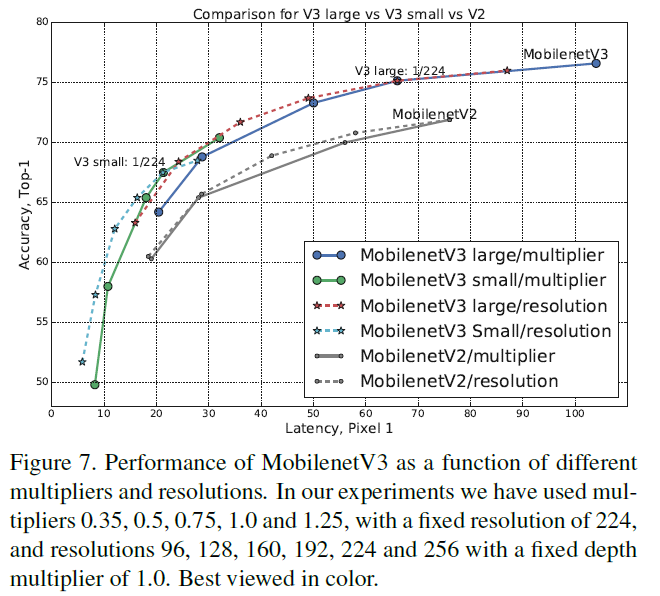 Comparison for V3 large vs V3 small vs V2
80
75
70
65
60
55
50
Accuracy, Top-1
MobilenetV3
V3 large: 1/224
MobilenetV2
V3 small: 1/224
MobilenetV3 large/multiplier
MobilenetV3 small/multiplier
MobilenetV3 large/resolution
MobilenetV3 Small/resolution
MobilenetV2/multiplier
MobilenetV2/resolution
0 10 20 30 40 50 60 70 80 90 100
Latency, Pixel 1
Figure 7. Performance of MobilenetV3 as a function of different
multipliers and resolutions. In our experiments we have used mul-
tipliers 0.35, 0.5, 0.75, 1.0 and 1.25, with a fixed resolution of 224,
and resolutions 96, 128, 160, 192, 224 and 256 with a fixed depth
multiplier of 1.0. Best viewed in color.